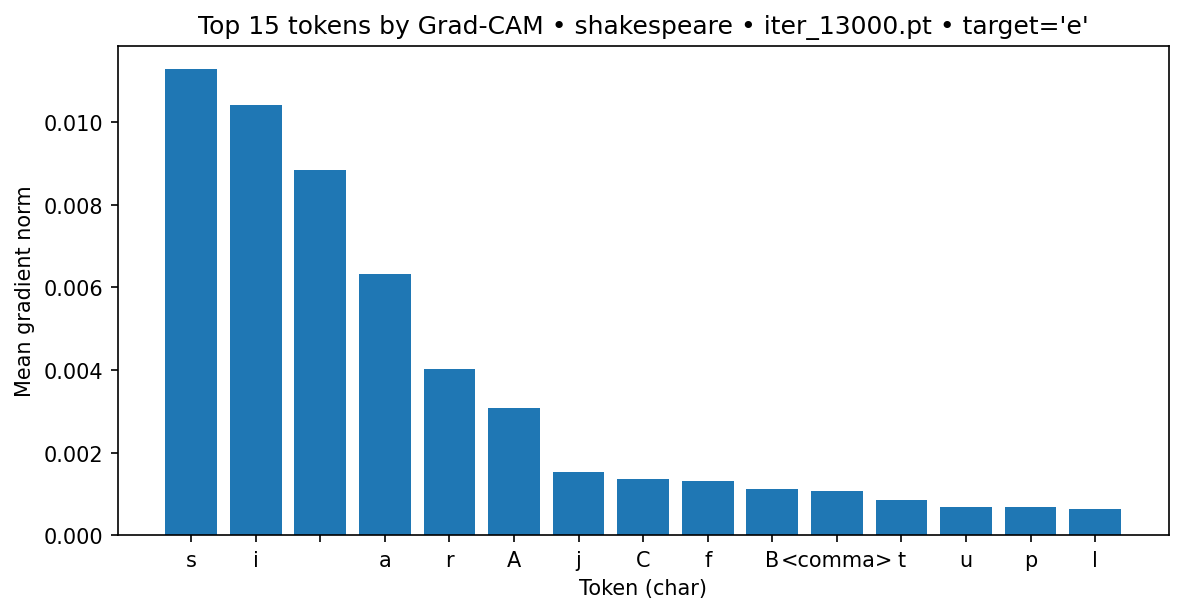 Top 15 tokens by Grad-CAM • shakespeare • iter_13000.pt • target='e'
Mean gradient norm
0.010
0.008
0.006
0.004
0.002
0.000
s i a r A j C f B <comma> t u p l
Token (char)